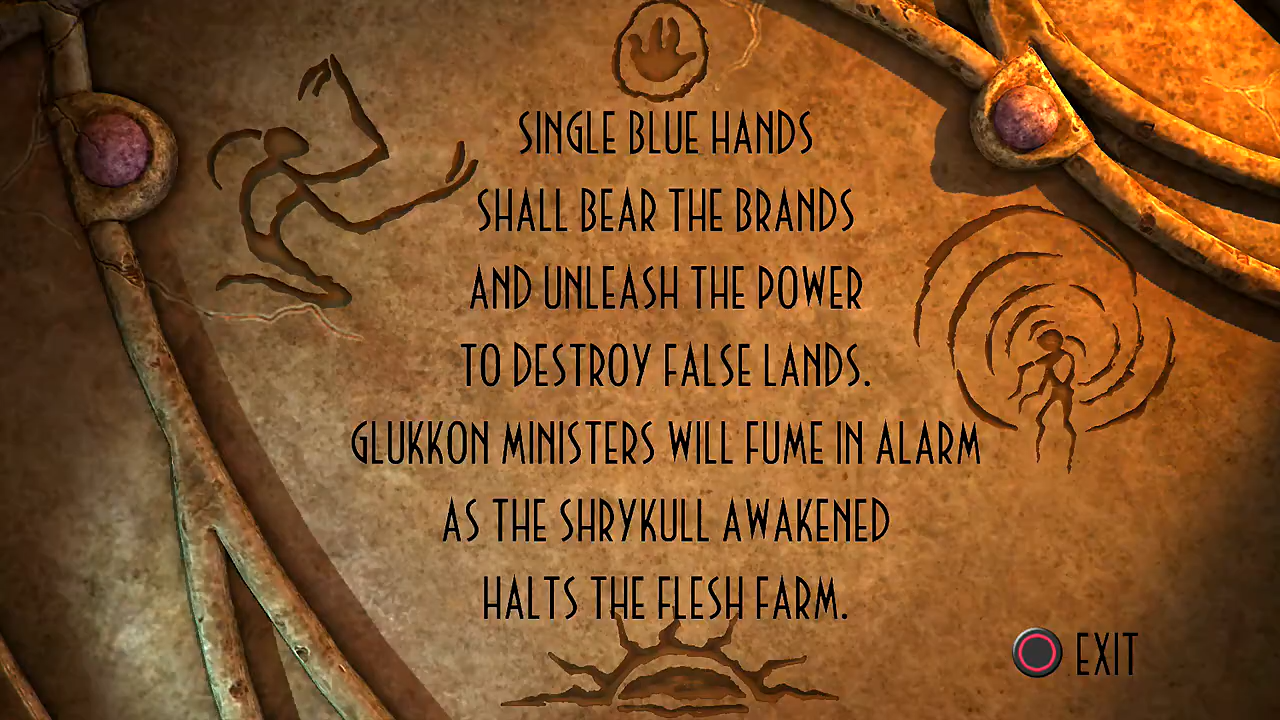 SINGLE BLUE HANDS
SHALL BEAR THE BRANDS
AND UNLEASH THE POWER
TO DESTROY FALSE LANDS.
GLUKKON MINISTERS WILL FUME IN ALARM
AS THE SHRYKULL AWAKENED
HALTS THE FLESH FARM.
EXIT